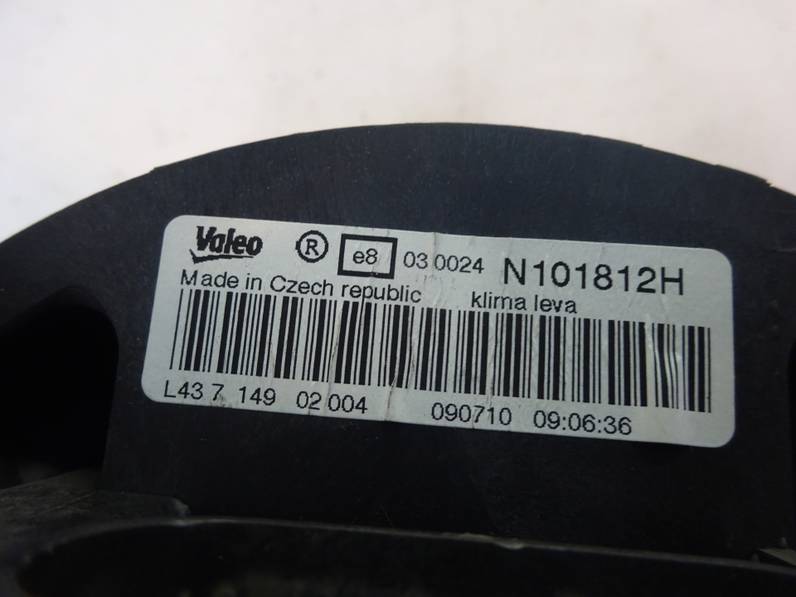 Valeo ® e8 03 0024 N101812H
Made in Czech republic klima leva
L43 7 149 02 004 090710 09:06:36